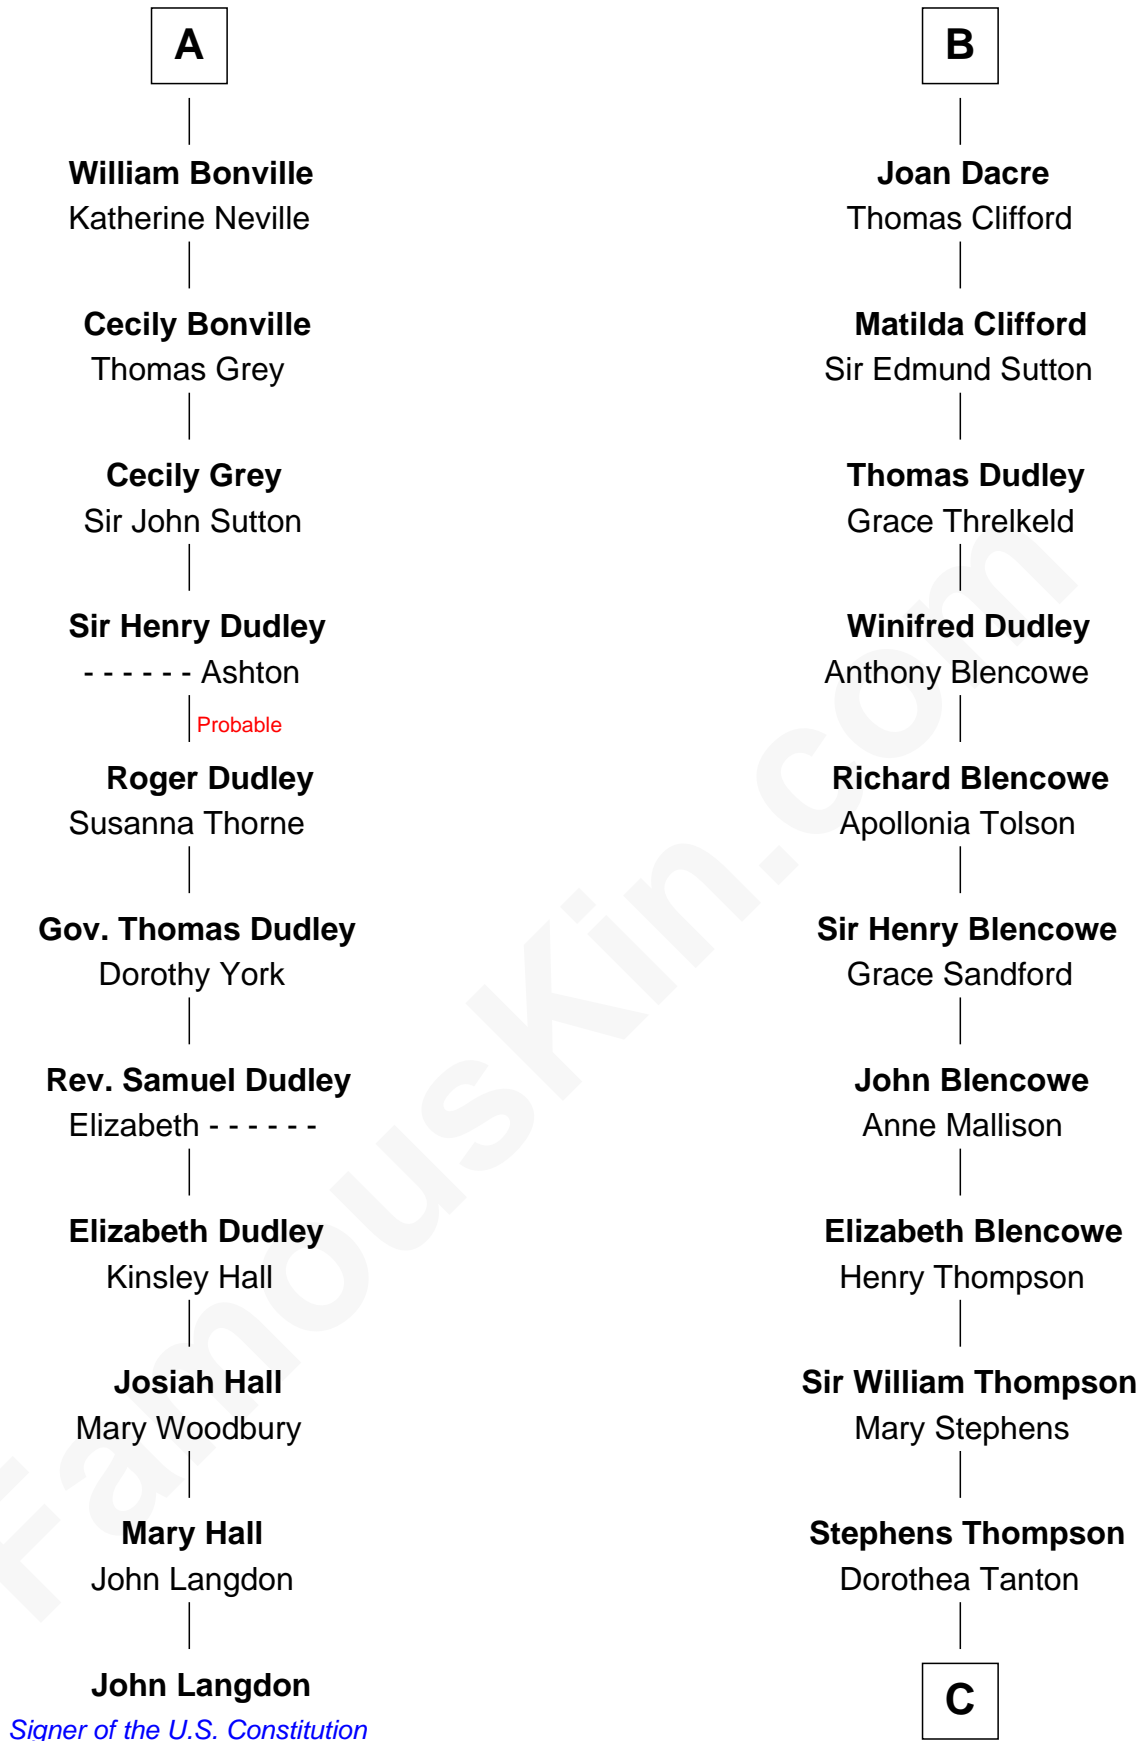 A
William Bonville
Katherine Neville
Cecily Bonville
Thomas Grey
Cecily Grey
Sir John Sutton
Sir Henry Dudley
- - - - - - Ashton
Probable
Roger Dudley
Susanna Thorne
Gov. Thomas Dudley
Dorothy York
Rev. Samuel Dudley
Elizabeth - - - - - -
Elizabeth Dudley
Kinsley Hall
Josiah Hall
Mary Woodbury
Mary Hall
John Langdon
John Langdon
Signer of the U.S. Constitution
B
Joan Dacre
Thomas Clifford
Matilda Clifford
Sir Edmund Sutton
Thomas Dudley
Grace Threlkeld
Winifred Dudley
Anthony Blencowe
Richard Blencowe
Apollonia Tolson
Sir Henry Blencowe
Grace Sandford
John Blencowe
Anne Mallison
Elizabeth Blencowe
Henry Thompson
Sir William Thompson
Mary Stephens
Stephens Thompson
Dorothea Tanton
C
FamousKin.com